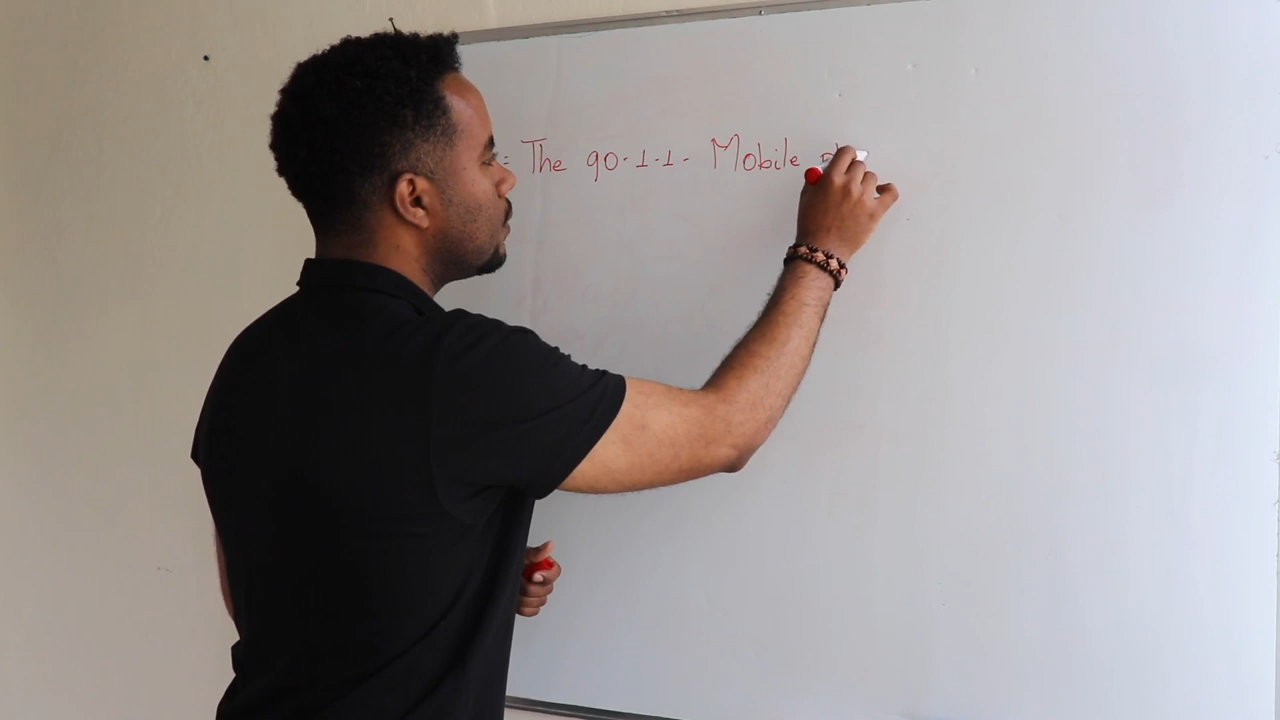 = The 90-1-1- Mobile